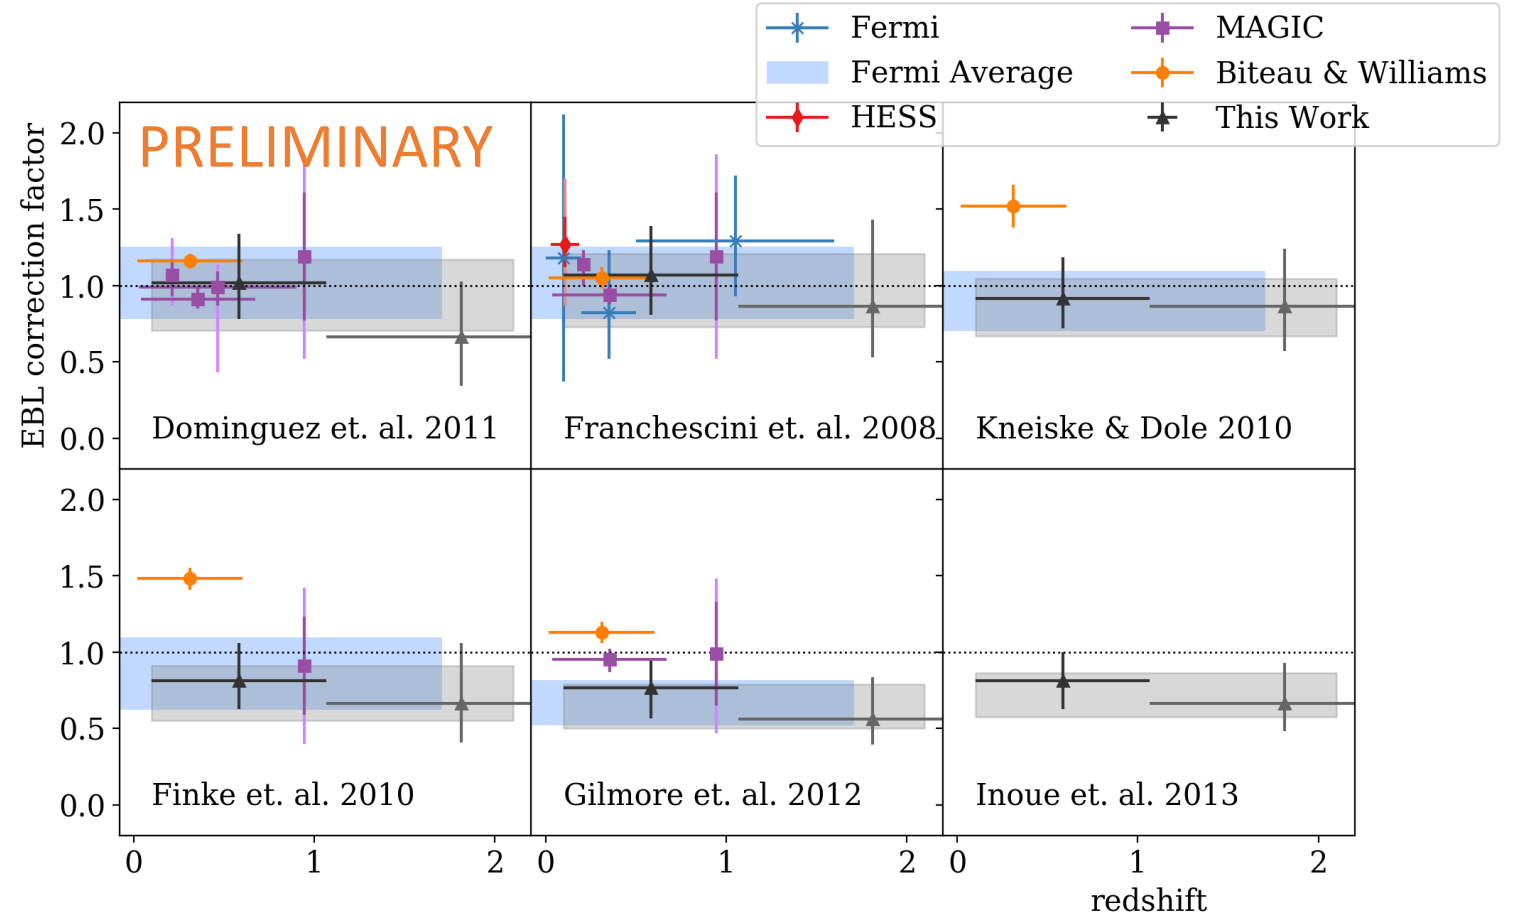 Fermi
Fermi Average
HESS
MAGIC
Biteau & Williams
This Work
PRELIMINARY
EBL correction factor
2.0
1.5
1.0
0.5
0.0
Dominguez et. al. 2011
Franchescini et. al. 2008
Kneiske & Dole 2010
2.0
1.5
1.0
0.5
0.0
Finke et. al. 2010
Gilmore et. al. 2012
Inoue et. al. 2013
0 1 2 0 1 2 0 1 2
redshift